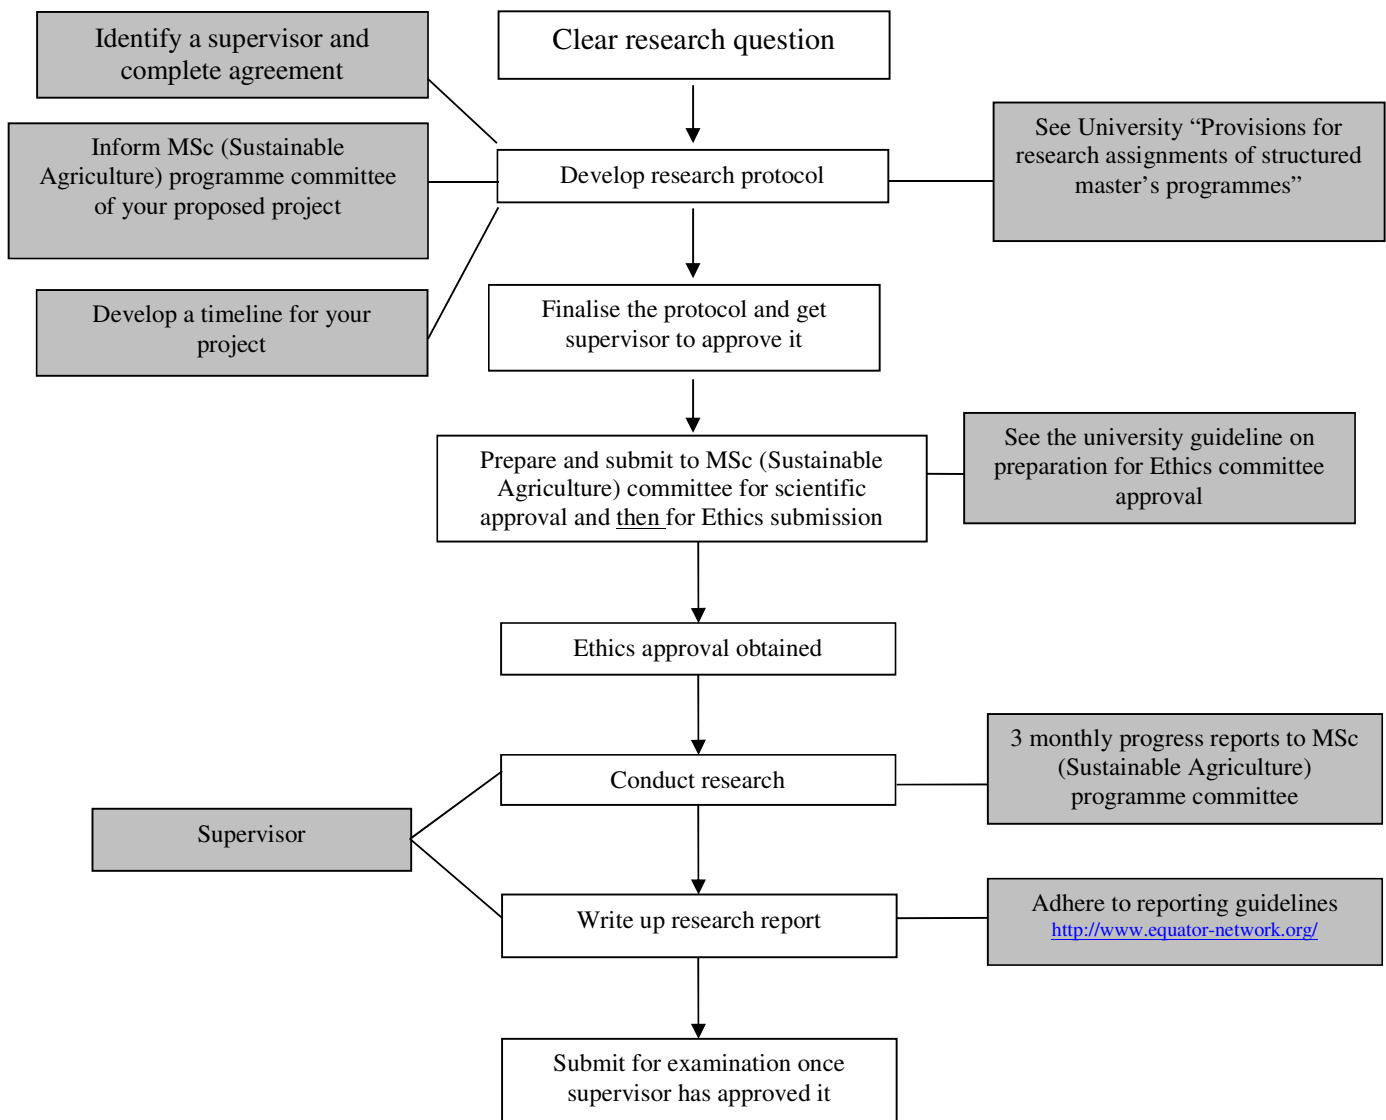 Identify a supervisor and
complete agreement
Clear research question
Inform MSc (Sustainable
Agriculture) programme committee
of your proposed project
Develop research protocol
See University “Provisions for
research assignments of structured
master’s programmes”
Develop a timeline for your
project
Finalise the protocol and get
supervisor to approve it
Prepare and submit to MSc (Sustainable
Agriculture) committee for scientific
approval and then for Ethics submission
See the university guideline on
preparation for Ethics committee
approval
Ethics approval obtained
Conduct research
3 monthly progress reports to MSc
(Sustainable Agriculture)
programme committee
Supervisor
Write up research report
Adhere to reporting guidelines
http://www.equator-network.org/
Submit for examination once
supervisor has approved it